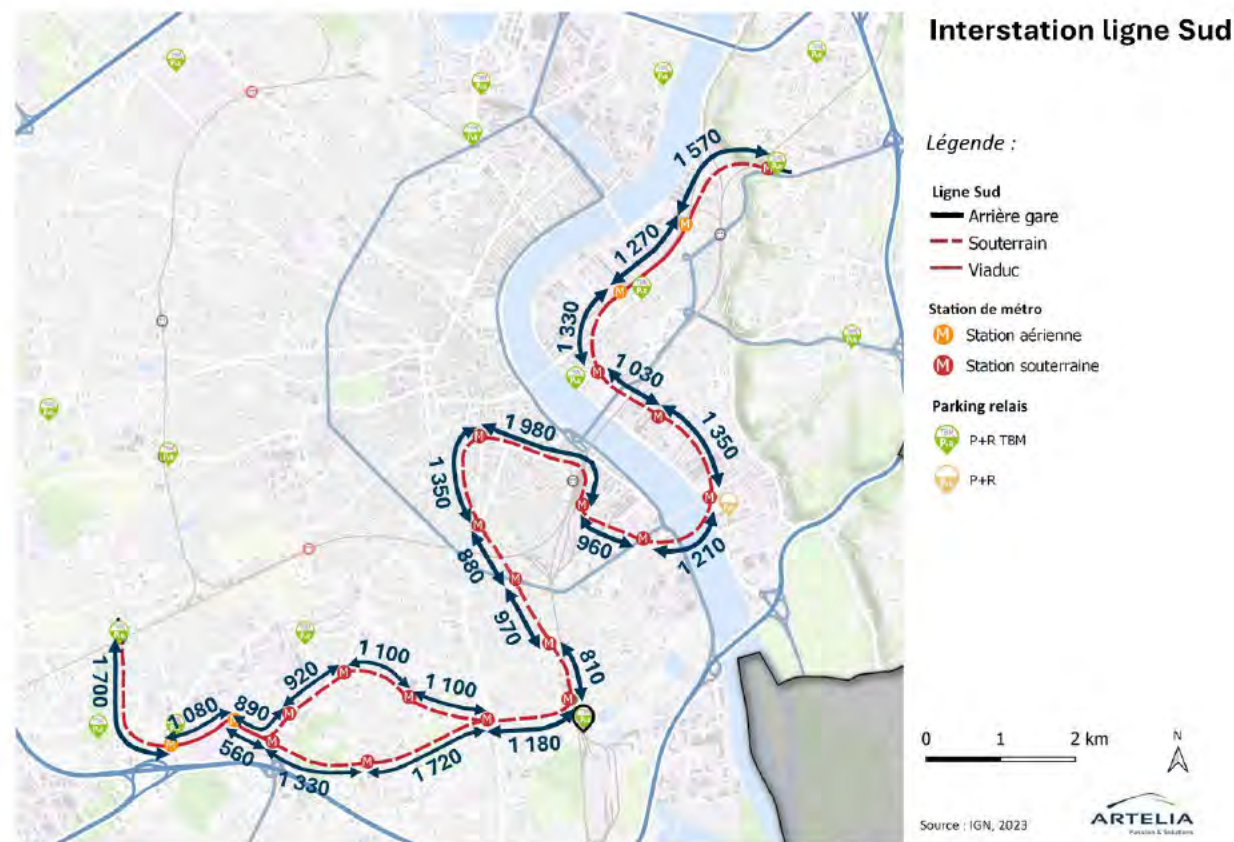 Interstation ligne Sud
Légende :
Ligne Sud
Arrière gare
Souterrain
Viaduc
Station de métro
M Station aérienne
M Station souterraine
Parking relais
P+R TBM
P+R
0 1 2 km
N
Source : IGN, 2023
ARTELIA
Passion & Solutions
1 570
1 270
1 330
1 030
1 350
1 980
1 350
960
1 210
880
970
810
1 100
920
1 100
1 700
1 080
890
560
1 180
1 720
1 330